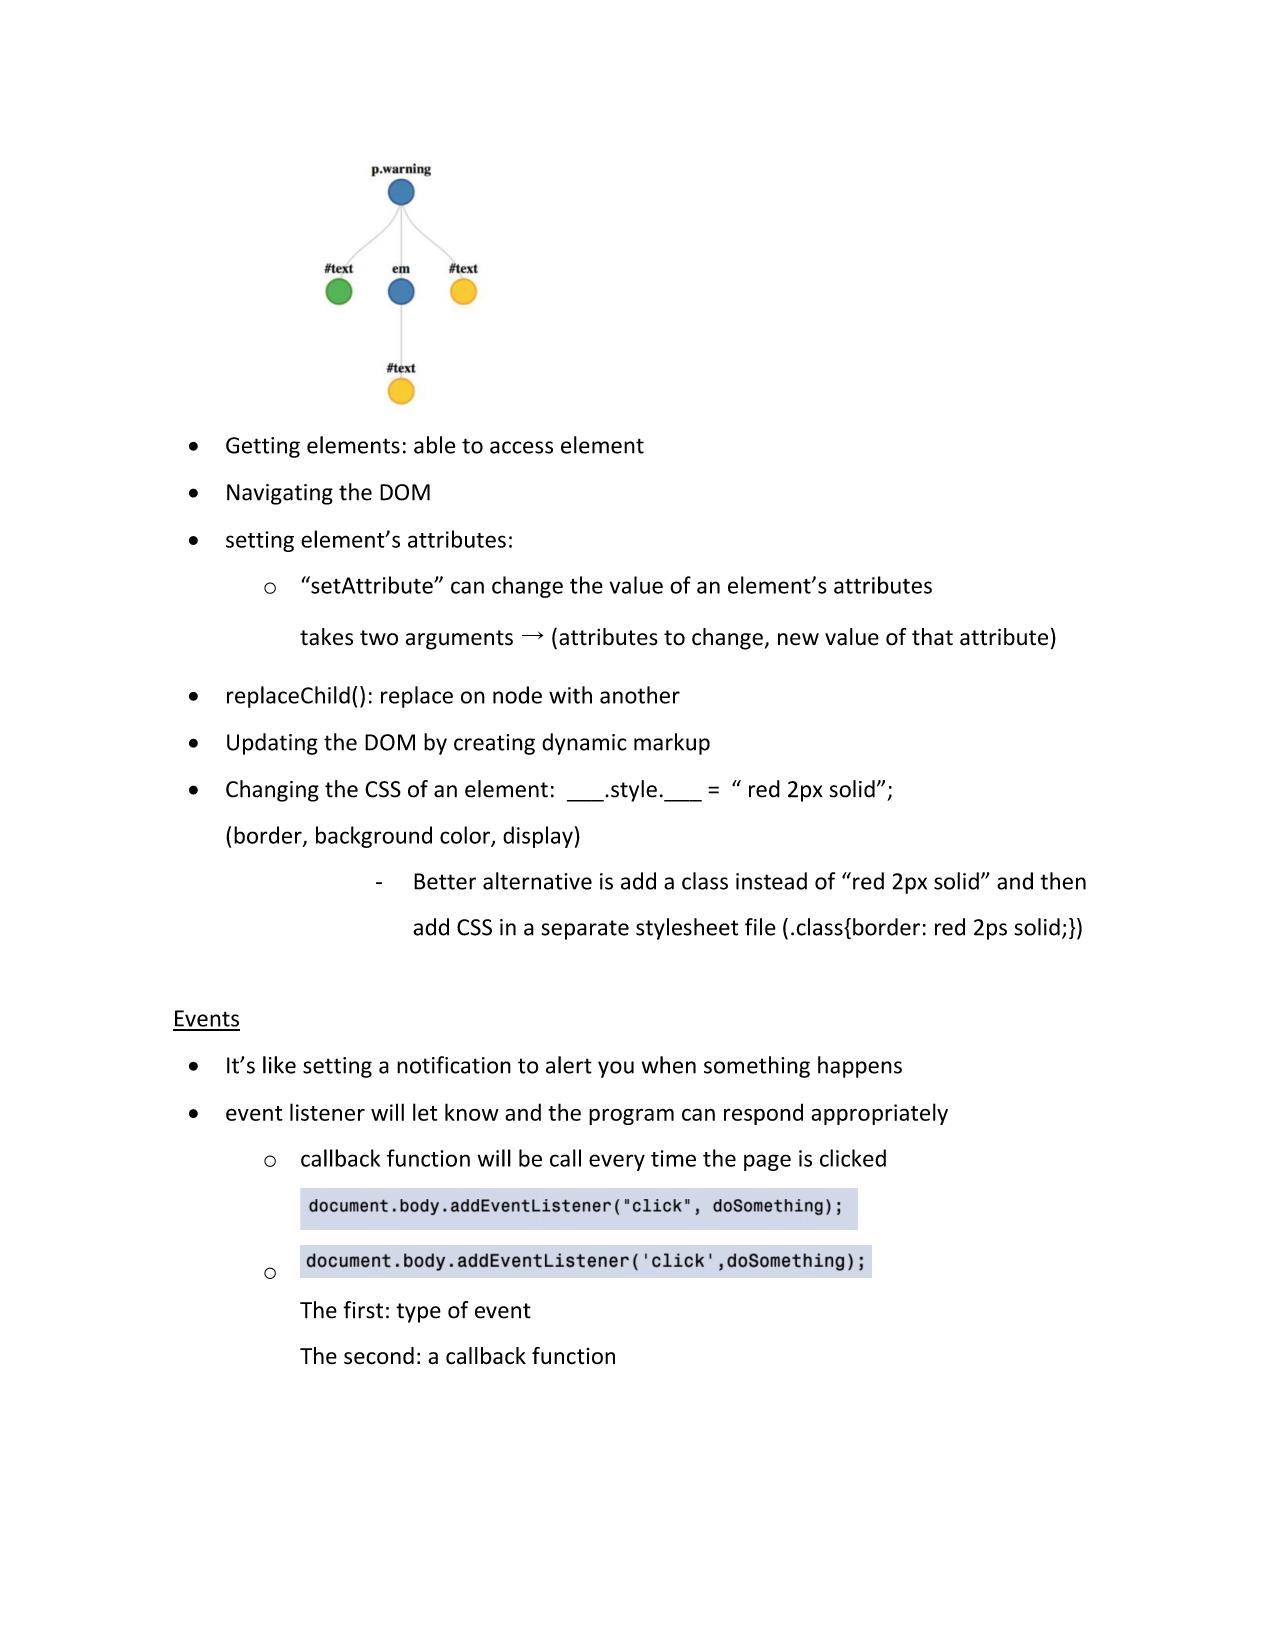 p.warning
#text em #text
#text
• Getting elements: able to access element
• Navigating the DOM
• setting element’s attributes:
o “setAttribute” can change the value of an element’s attributes
takes two arguments → (attributes to change, new value of that attribute)
• replaceChild(): replace on node with another
• Updating the DOM by creating dynamic markup
• Changing the CSS of an element: ___.style.___ = “ red 2px solid”;
(border, background color, display)
- Better alternative is add a class instead of “red 2px solid” and then
add CSS in a separate stylesheet file (.class{border: red 2ps solid;})
Events
• It’s like setting a notification to alert you when something happens
• event listener will let know and the program can respond appropriately
o callback function will be call every time the page is clicked
document.body.addEventListener("click", doSomething);
o document.body.addEventListener('click',doSomething);
The first: type of event
The second: a callback function